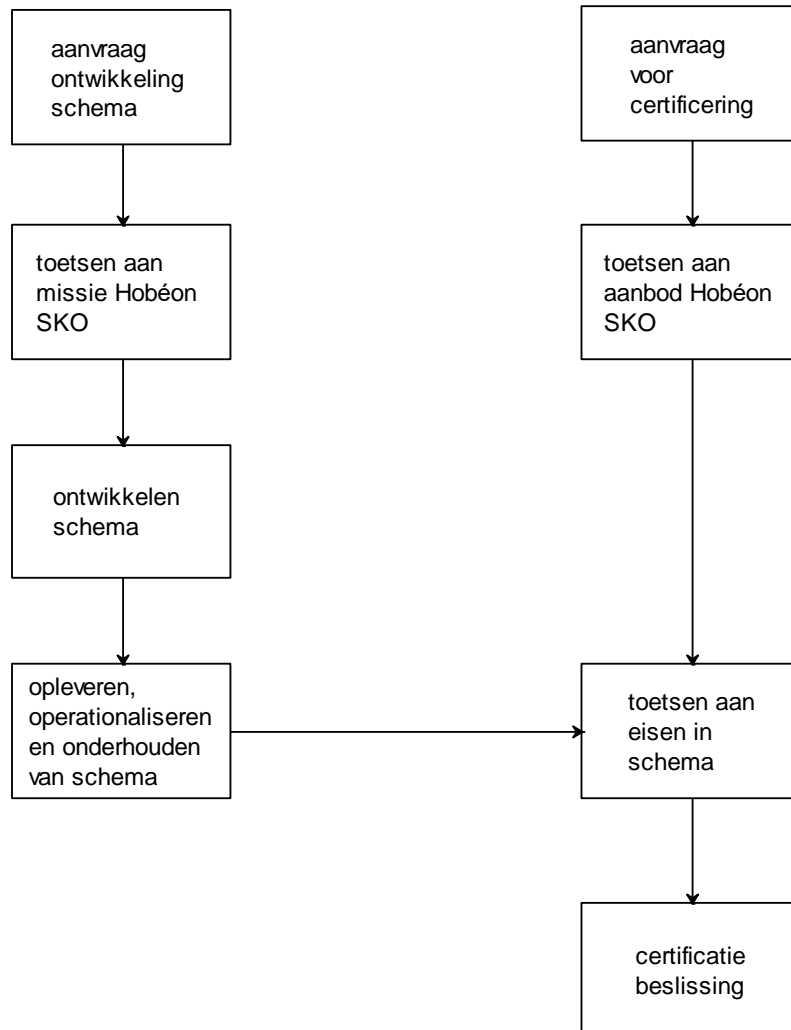 aanvraag
ontwikkeling
schema
aanvraag
voor
certificering
toetsen aan
missie Hobéon
SKO
toetsen aan
aanbod Hobéon
SKO
ontwikkelen
schema
opleveren,
operationaliseren
en onderhouden
van schema
toetsen aan
eisen in
schema
certificatie
beslissing